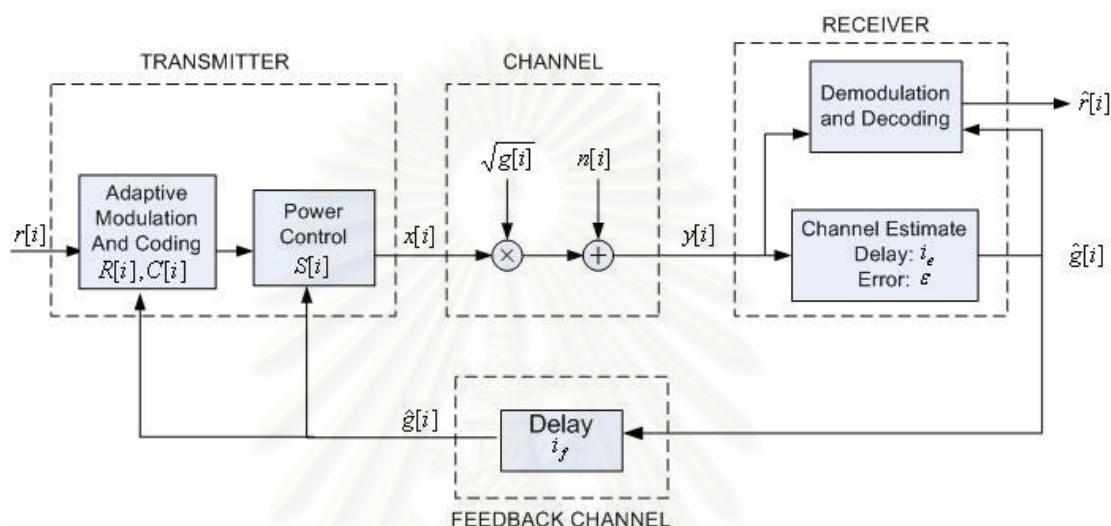 RECEIVER
TRANSMITTER
CHANNEL
Demodulation
and Decoding
r̂[i]
√g[i]
n[i]
Adaptive
Modulation
And Coding
R[i], C[i]
Power
Control
S[i]
r[i]
x[i]
y[i]
Channel Estimate
Delay: i_e
Error: ε
ĝ[i]
ĝ[i]
Delay
i_f
FEEDBACK CHANNEL